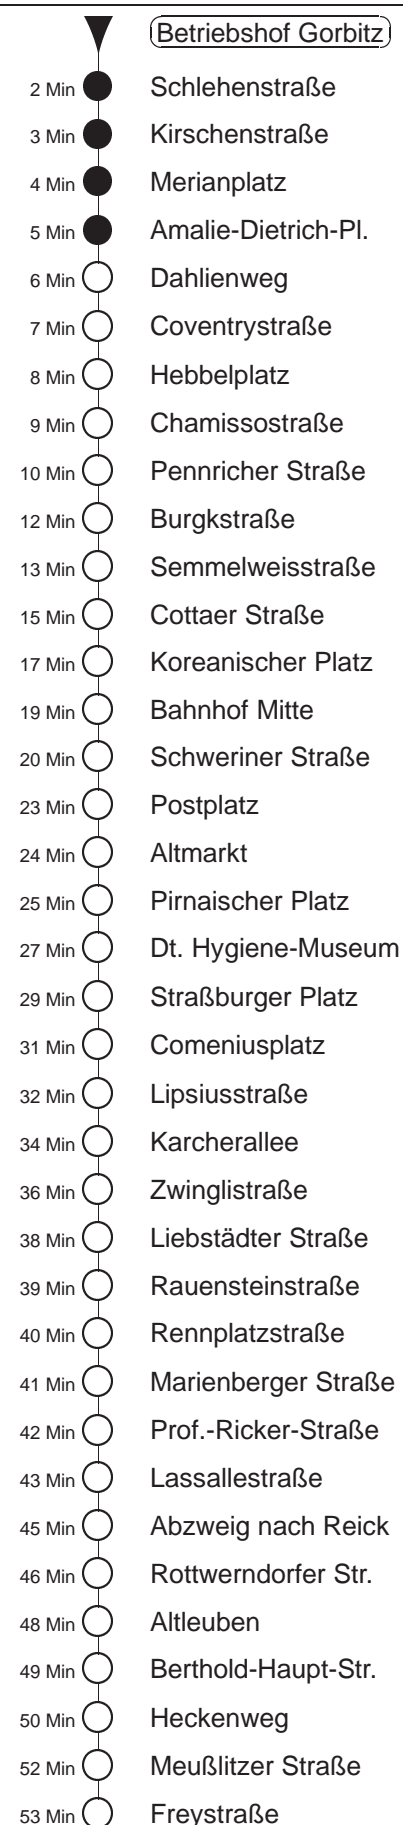 Betriebshof Gorbitz
2 Min Schlehenstraße
3 Min Kirschenstraße
4 Min Merianplatz
5 Min Amalie-Dietrich-Pl.
6 Min Dahlienweg
7 Min Coventrystraße
8 Min Hebbelplatz
9 Min Chamissostraße
10 Min Pennricher Straße
12 Min Burgkstraße
13 Min Semmelweisstraße
15 Min Cottaer Straße
17 Min Koreanischer Platz
19 Min Bahnhof Mitte
20 Min Schweriner Straße
23 Min Postplatz
24 Min Altmarkt
25 Min Pirnaischer Platz
27 Min Dt. Hygiene-Museum
29 Min Straßburger Platz
31 Min Comeniusplatz
32 Min Lipsiusstraße
34 Min Karcherallee
36 Min Zwinglistraße
38 Min Liebstädter Straße
39 Min Rauensteinstraße
40 Min Rennplatzstraße
41 Min Marienberger Straße
42 Min Prof.-Ricker-Straße
43 Min Lassallestraße
45 Min Abzweig nach Reick
46 Min Rottwerndorfer Str.
48 Min Altleuben
49 Min Berthold-Haupt-Str.
50 Min Heckenweg
52 Min Meußlitzer Straße
53 Min Freystraße